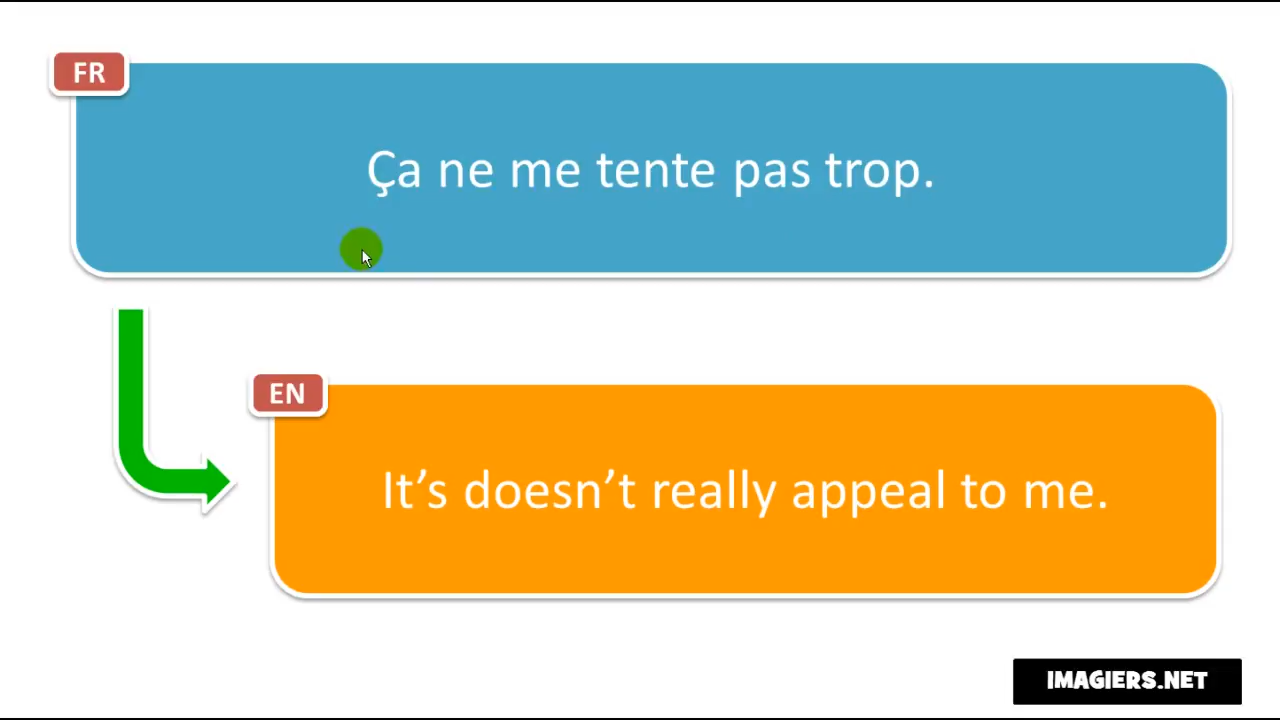 FR
Ça ne me tente pas trop.
EN
It’s doesn’t really appeal to me.
IMAGIERS.NET